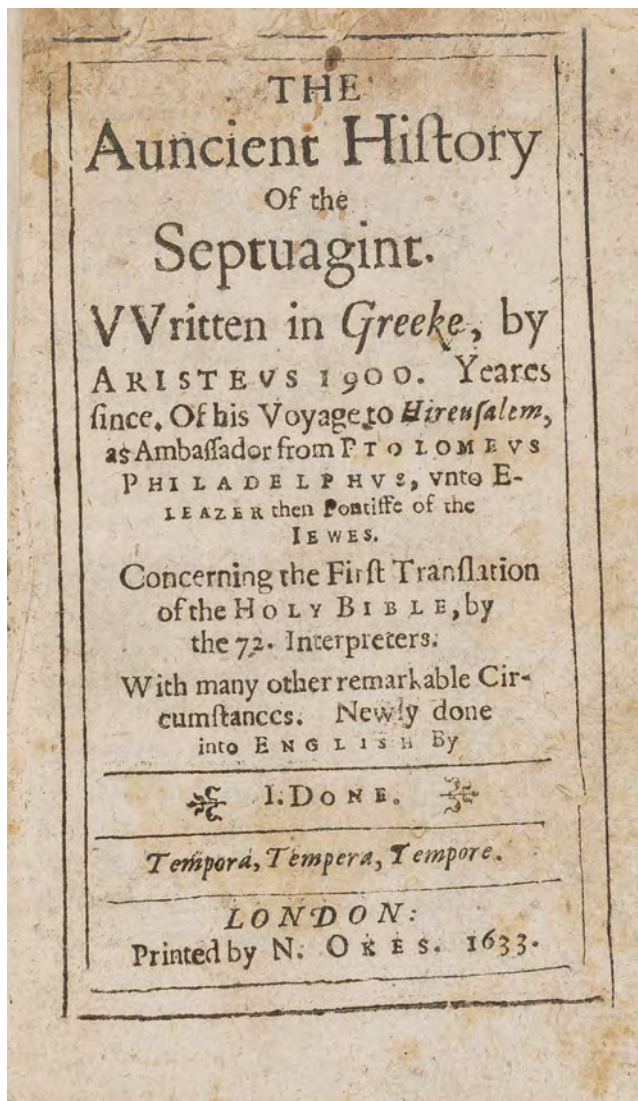 THE
Auncient Hiſtory
Of the
Septuagint.
VVritten in Greeke, by
ARISTEVS 1900. Yeares
ſince. Of his Voyage to Hireuſalem,
as Ambaſſador from PTOLOMEVS
PHILADELPHVS, vnto E-
LEAZER then Pontiffe of the
IEWES.
Concerning the Firſt Tranſlation
of the HOLY BIBLE, by
the 72. Interpreters.
With many other remarkable Cir-
cumſtances. Newly done
into ENGLISH By
I. DONE.
Tempora, Tempera, Tempore.
LONDON:
Printed by N. OKES. 1633.